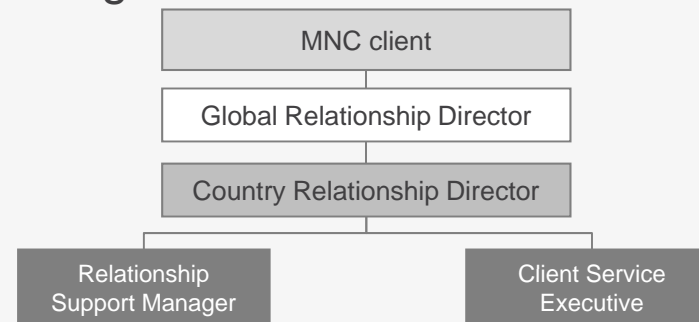 MNC client
Global Relationship Director
Country Relationship Director
Relationship
Support Manager
Client Service
Executive